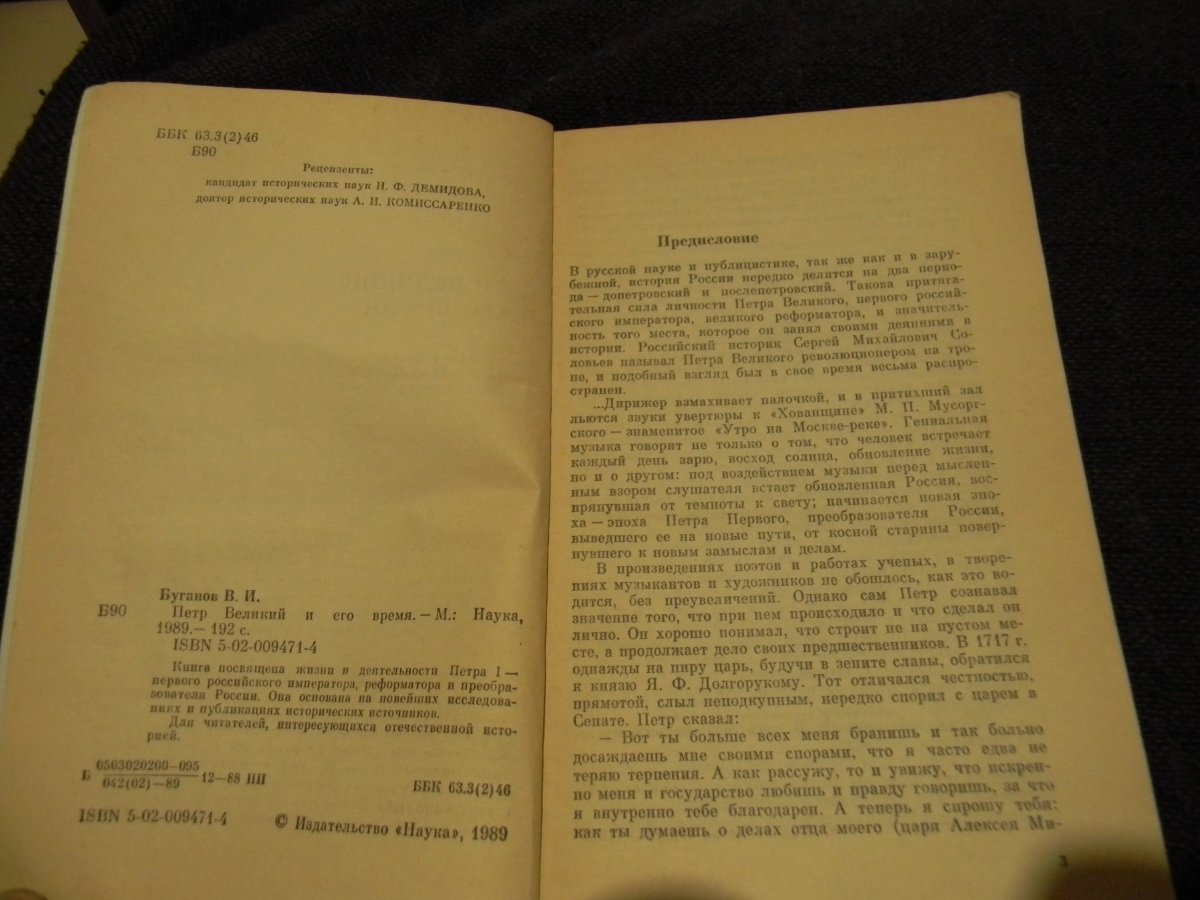 ББК 63.3(2)46
Б90
Рецензенты:
кандидат исторических наук И. Ф. ДЕМИДОВА,
доктор исторических наук А. И. КОМИССАРЕНКО
Буганов В. И.
Б90 Петр Великий и его время.—М.: Наука,
1989.— 192 с.
ISBN 5-02-009471-4
Книга посвящена жизни и деятельности Петра I —
первого российского императора, реформатора и преобра-
зователя России. Она основана на новейших исследова-
ниях и публикациях исторических источников.
Для читателей, интересующихся отечественной исто-
рией.
Б 0503020200—095
042(02)—89 12—88 НП
ББК 63.3(2)46
ISBN 5-02-009471-4
© Издательство «Наука», 1989
Предисловие
В русской науке и публицистике, так же как и в зару-
бежной, история России нередко делится на два перио-
да — допетровский и послепетровский. Такова притяга-
тельная сила личности Петра Великого, первого россий-
ского императора, великого реформатора, и значитель-
ность того места, которое он занял своими деяниями в
истории. Российский историк Сергей Михайлович Со-
ловьев называл Петра Великого революционером на тро-
не, и подобный взгляд был в свое время весьма распро-
странен.
...Дирижер взмахивает палочкой, и в притихший зал
льются звуки увертюры к «Хованщине» М. П. Мусорг-
ского — знаменитое «Утро на Москве-реке». Гениальная
музыка говорит не только о том, что человек встречает
каждый день зарю, восход солнца, обновление жизни,
но и о другом: под воздействием музыки перед мыслен-
ным взором слушателя встает обновленная Россия, вос-
прянувшая от темноты к свету; начинается новая эпо-
ха — эпоха Петра Первого, преобразователя России,
выведшего ее на новые пути, от косной старины повер-
нувшего к новым замыслам и делам.
В произведениях поэтов и работах ученых, в творе-
ниях музыкантов и художников не обошлось, как это во-
дится, без преувеличений. Однако сам Петр сознавал
значение того, что при нем происходило и что сделал он
лично. Он хорошо понимал, что строит не на пустом ме-
сте, а продолжает дело своих предшественников. В 1717 г.
однажды на пиру царь, будучи в зените славы, обратился
к князю Я. Ф. Долгорукому. Тот отличался честностью,
прямотой, слыл неподкупным, нередко спорил с царем в
Сенате. Петр сказал:
— Вот ты больше всех меня бранишь и так больно
досаждаешь мне своими спорами, что я часто едва не
теряю терпения. А как рассужу, то и увижу, что искрен-
но меня и государство любишь и правду говоришь, за что
я внутренно тебе благодарен. А теперь я спрошу тебя:
как ты думаешь о делах отца моего (царя Алексея Ми-
3